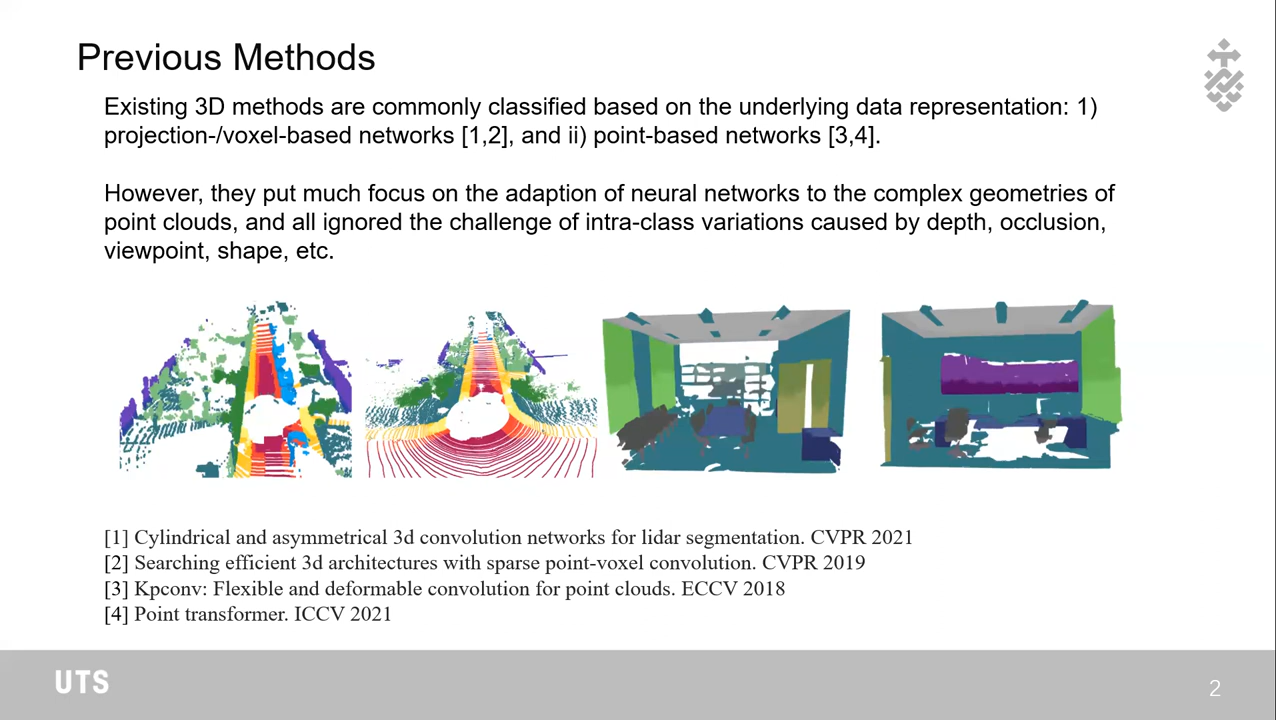 Previous Methods
Existing 3D methods are commonly classified based on the underlying data representation: 1)
projection-/voxel-based networks [1,2], and ii) point-based networks [3,4].
However, they put much focus on the adaption of neural networks to the complex geometries of
point clouds, and all ignored the challenge of intra-class variations caused by depth, occlusion,
viewpoint, shape, etc.
[1] Cylindrical and asymmetrical 3d convolution networks for lidar segmentation. CVPR 2021
[2] Searching efficient 3d architectures with sparse point-voxel convolution. CVPR 2019
[3] Kpconv: Flexible and deformable convolution for point clouds. ECCV 2018
[4] Point transformer. ICCV 2021
UTS
2